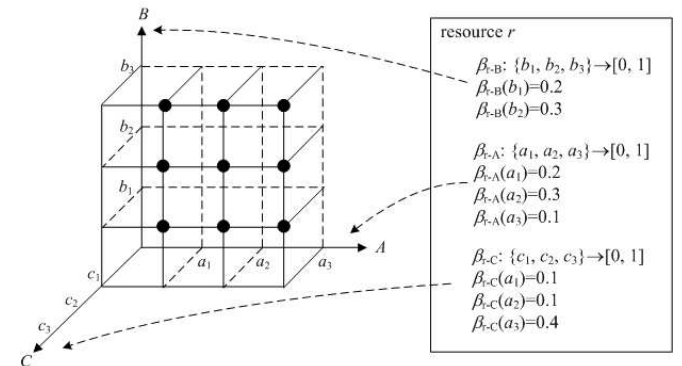 B
b3
b2
b1
A
a1
a2
a3
c1
c2
c3
C
resource r
βr-B: {b1, b2, b3}→[0, 1]
βr-B(b1)=0.2
βr-B(b2)=0.3
βr-A: {a1, a2, a3}→[0, 1]
βr-A(a1)=0.2
βr-A(a2)=0.3
βr-A(a3)=0.1
βr-C: {c1, c2, c3}→[0, 1]
βr-C(a1)=0.1
βr-C(a2)=0.1
βr-C(a3)=0.4